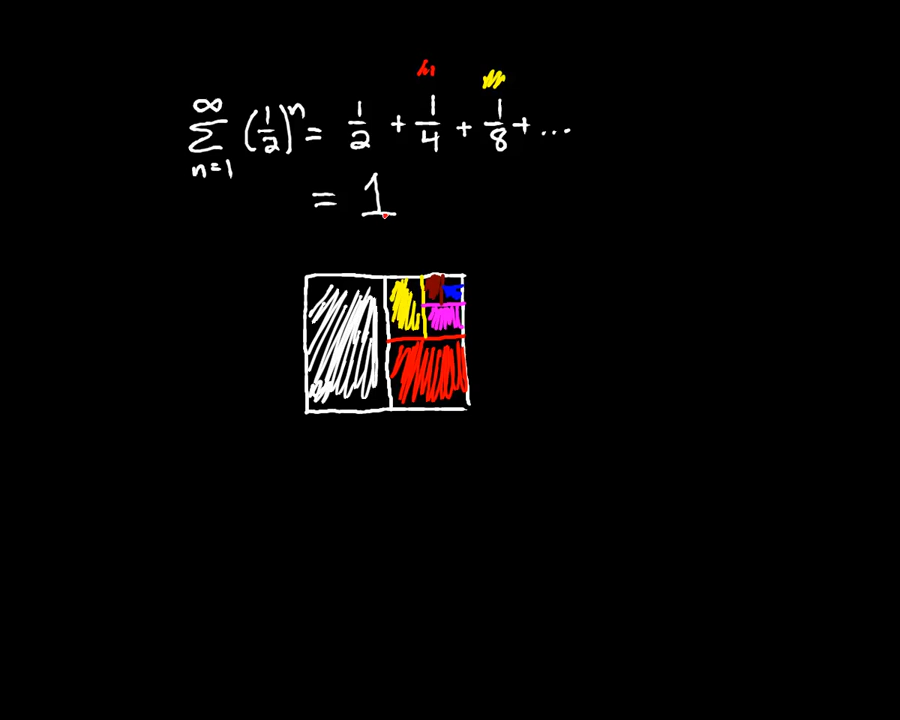 ∞
∑ (1/2)^n = 1/2 + 1/4 + 1/8 + ...
n=1
= 1